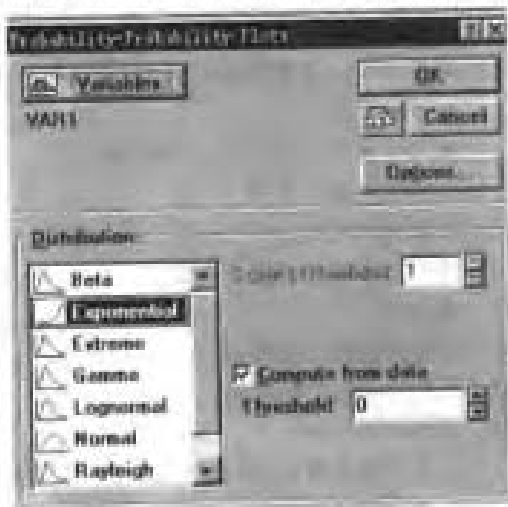 Probability-Probability Plots
Variables
OK
VAR1
Cancel
Options...
Distribution
Beta
1
Exponential
Extreme
Gamma
Compute from data
Lognormal
Threshold
0
Normal
Rayleigh